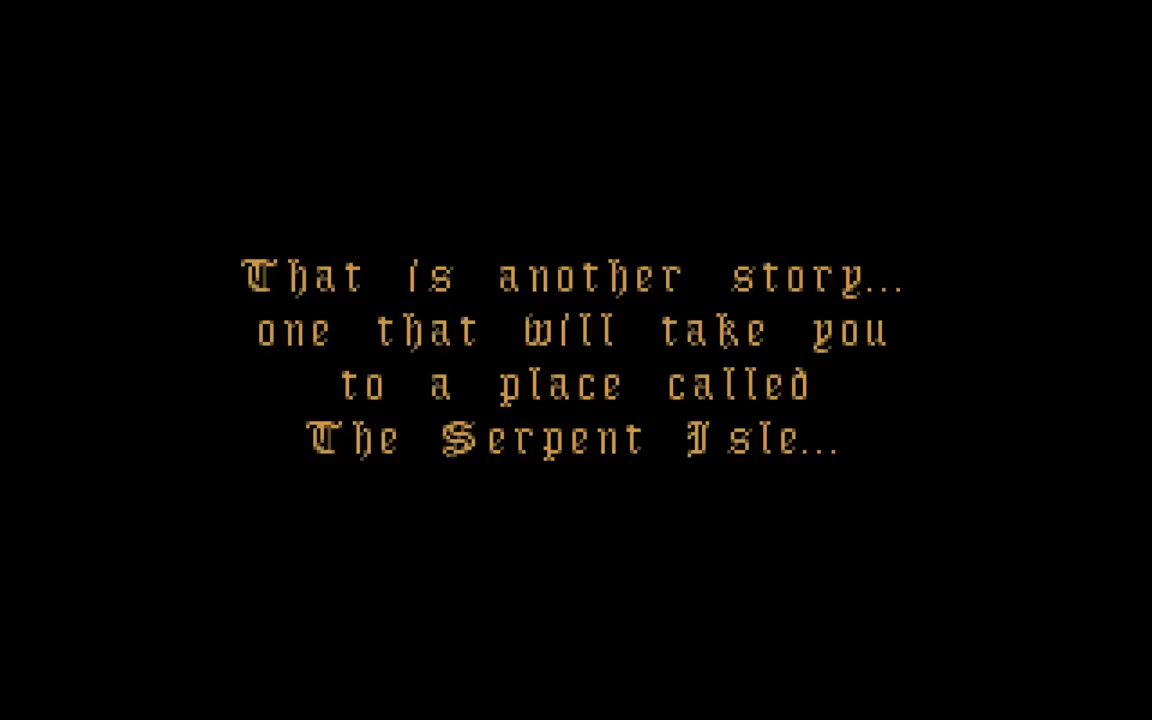 That is another story...
one that will take you
to a place called
The Serpent Isle...